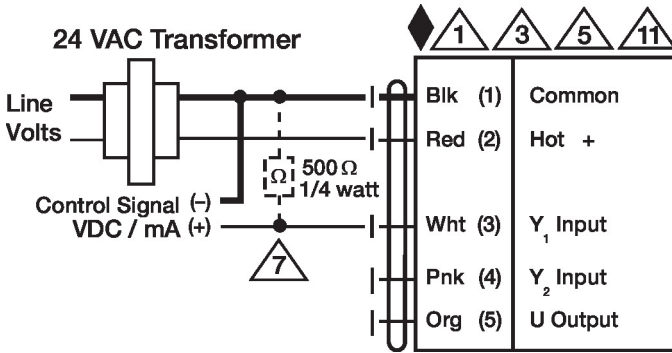 24 VAC Transformer
1 3 5 11
Line
Volts
Blk (1) Common
Red (2) Hot +
Ω 500 Ω
1/4 watt
Control Signal (–)
VDC / mA (+)
Wht (3) Y1 Input
7
Pnk (4) Y2 Input
Org (5) U Output